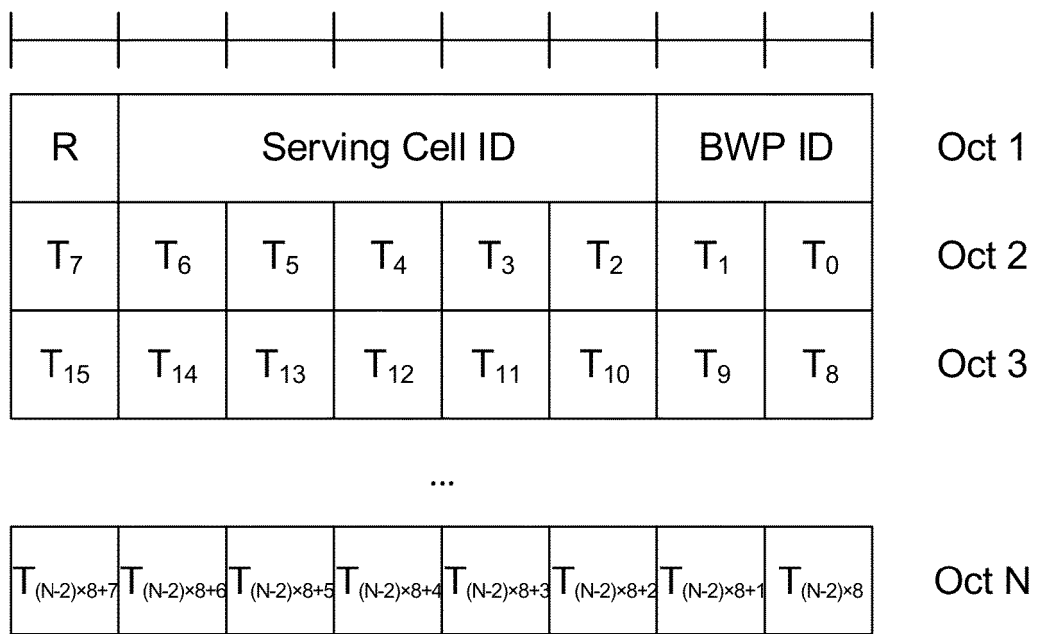 R Serving Cell ID BWP ID Oct 1
T₇ T₆ T₅ T₄ T₃ T₂ T₁ T₀ Oct 2
T₁₅ T₁₄ T₁₃ T₁₂ T₁₁ T₁₀ T₉ T₈ Oct 3
...
T(N-2)×8+7 T(N-2)×8+6 T(N-2)×8+5 T(N-2)×8+4 T(N-2)×8+3 T(N-2)×8+2 T(N-2)×8+1 T(N-2)×8 Oct N